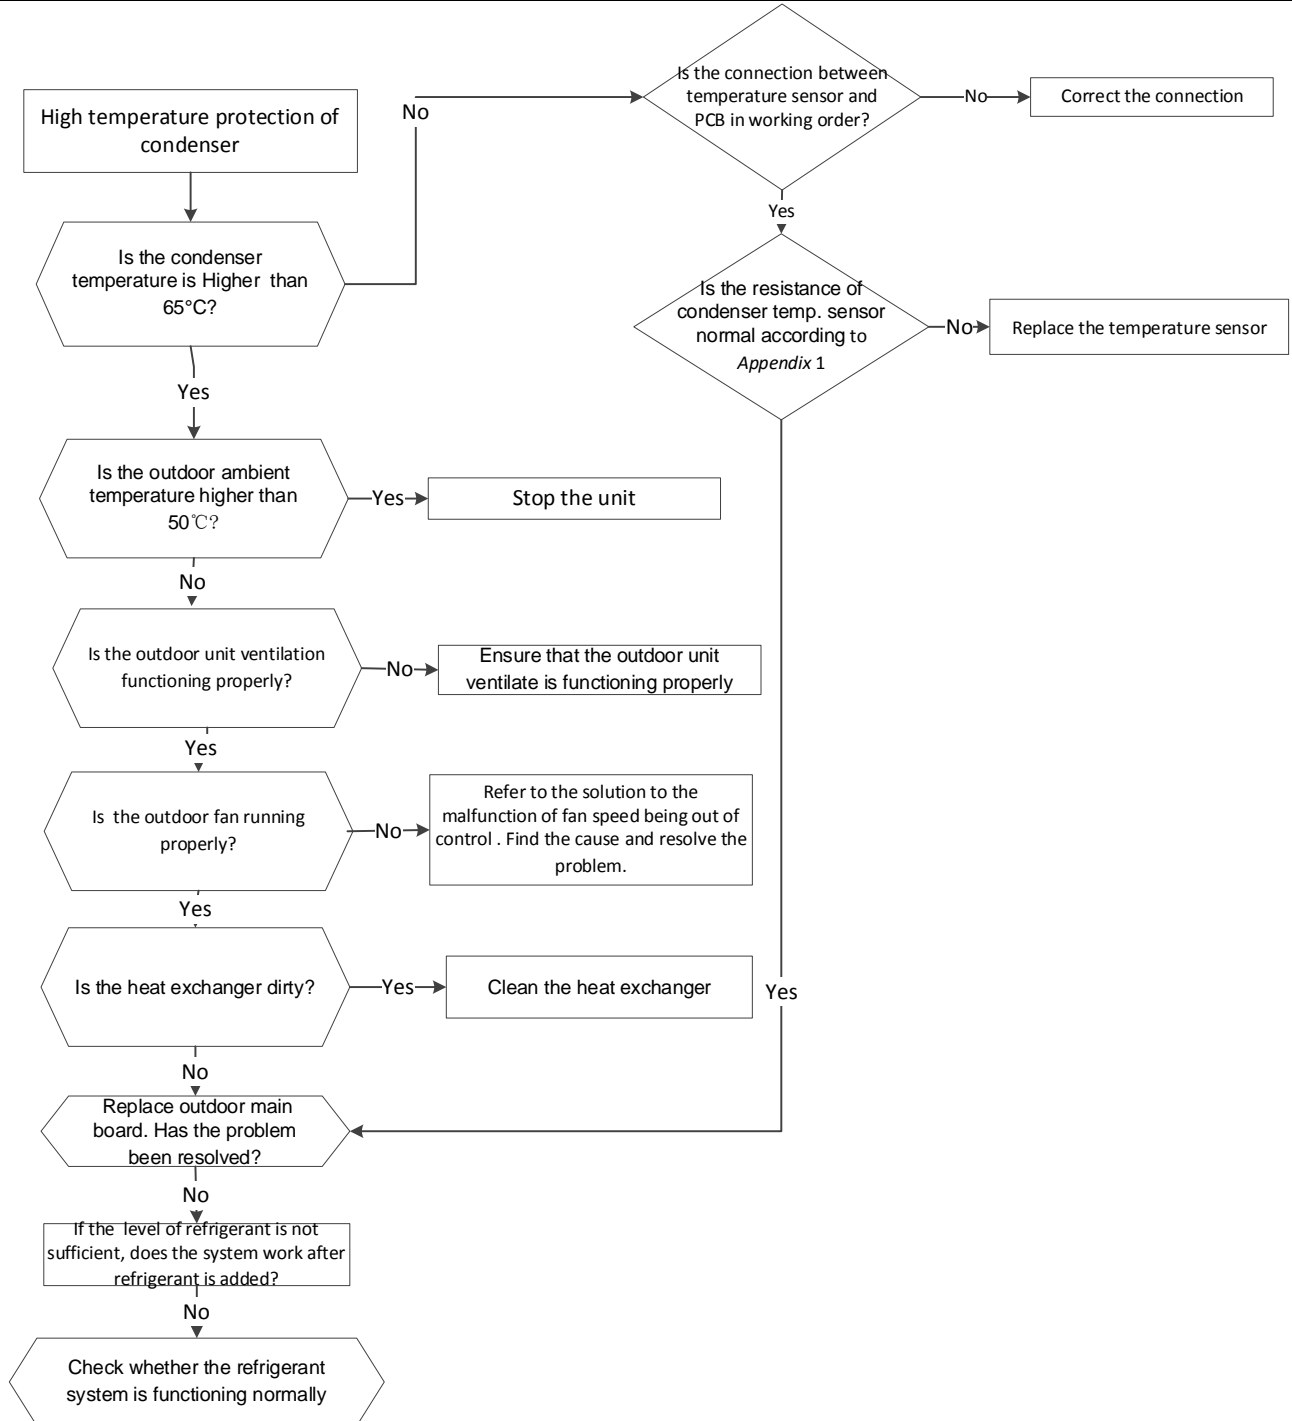 High temperature protection of
condenser
Is the condenser
temperature is Higher than
65°C?
No
Is the connection between
temperature sensor and
PCB in working order?
No
Correct the connection
Yes
Is the resistance of
condenser temp. sensor
normal according to
Appendix 1
No
Replace the temperature sensor
Yes
Yes
Is the outdoor ambient
temperature higher than
50℃?
Yes
Stop the unit
No
Is the outdoor unit ventilation
functioning properly?
No
Ensure that the outdoor unit
ventilate is functioning properly
Yes
Is the outdoor fan running
properly?
No
Refer to the solution to the
malfunction of fan speed being out of
control . Find the cause and resolve the
problem.
Yes
Is the heat exchanger dirty?
Yes
Clean the heat exchanger
No
Replace outdoor main
board. Has the problem
been resolved?
No
If the level of refrigerant is not
sufficient, does the system work after
refrigerant is added?
No
Check whether the refrigerant
system is functioning normally